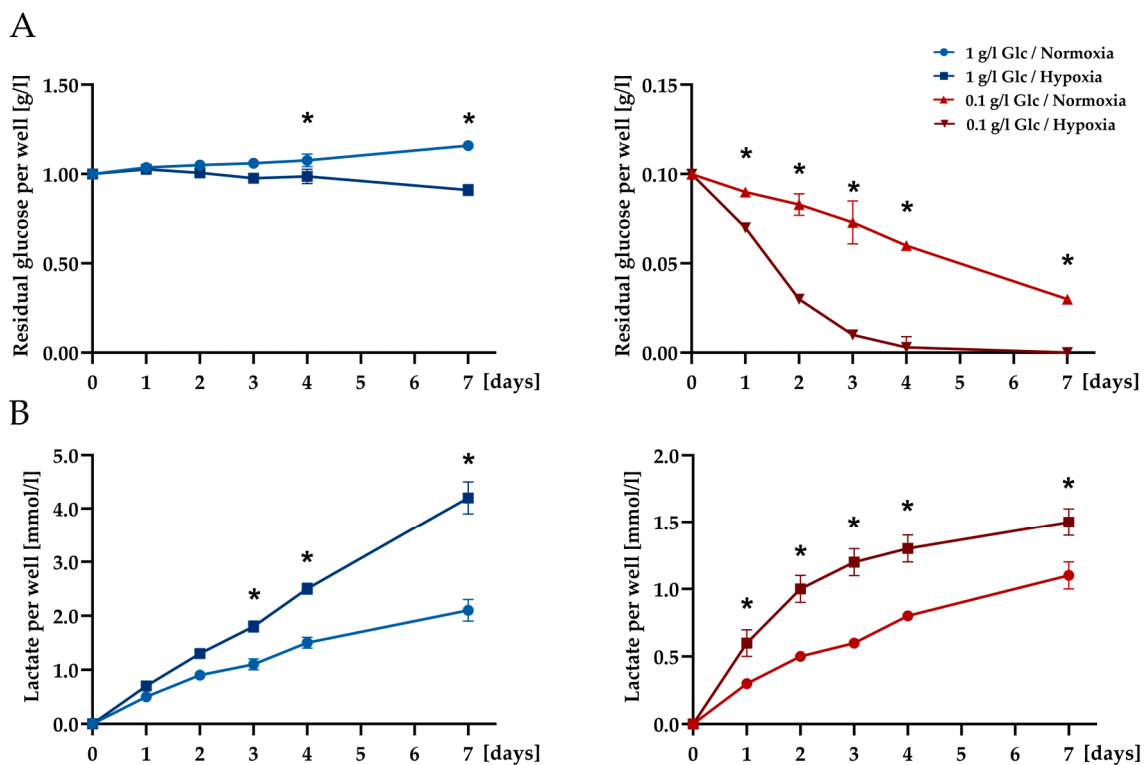 A
1 g/l Glc / Normoxia
1 g/l Glc / Hypoxia
0.1 g/l Glc / Normoxia
0.1 g/l Glc / Hypoxia
Residual glucose per well [g/l]
1.50
1.00
0.50
0.00
* *
0 1 2 3 4 5 6 7 [days]
Residual glucose per well [g/l]
0.15
0.10
0.05
0.00
* * * * *
0 1 2 3 4 5 6 7 [days]
B
Lactate per well [mmol/l]
5.0
4.0
3.0
2.0
1.0
0.0
* * *
0 1 2 3 4 5 6 7 [days]
Lactate per well [mmol/l]
2.0
1.5
1.0
0.5
0.0
* * * * *
0 1 2 3 4 5 6 7 [days]